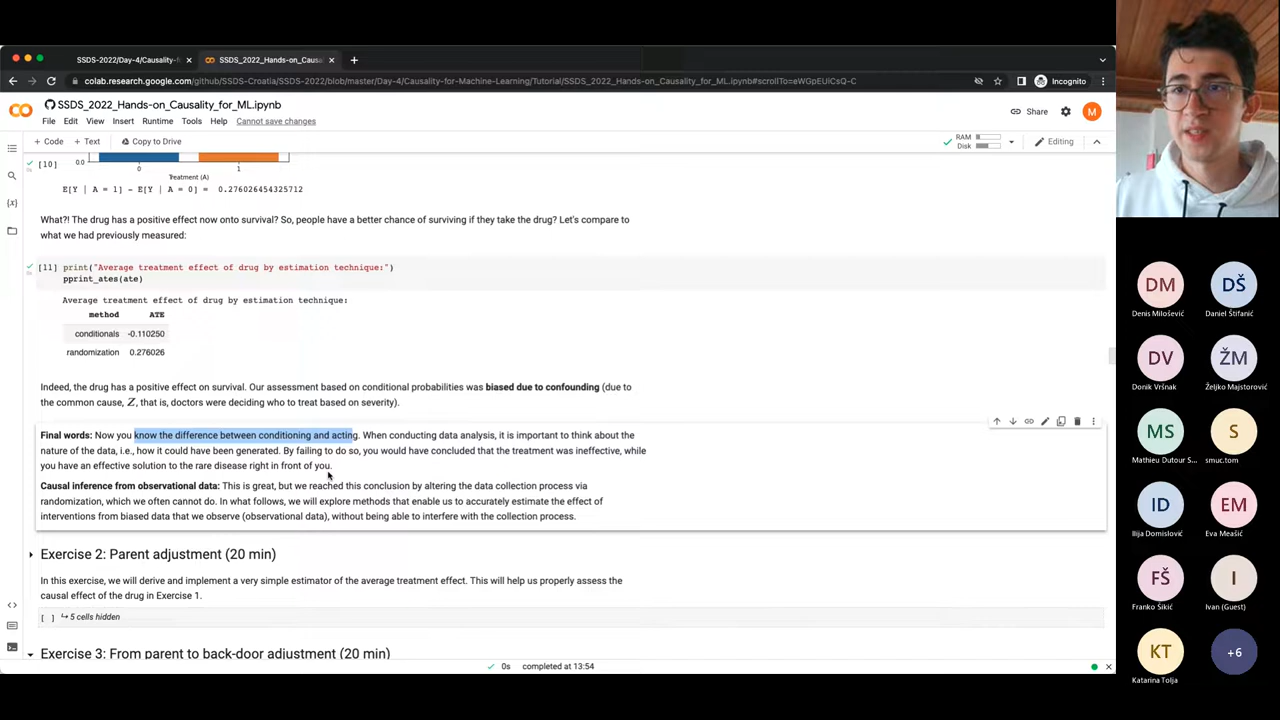 SSDS-2022/Day-4/Causality- ×
SSDS_2022_Hands-on_Causa × +
colab.research.google.com/github/SSDS-Croatia/SSDS-2022/blob/master/Day-4/Causality-for-Machine-Learning/Tutorial/SSDS_2022_Hands-on_Causality_for_ML.ipynb#scrollTo=eWGpEUiCsQ-C
Incognito
SSDS_2022_Hands-on_Causality_for_ML.ipynb
File Edit View Insert Runtime Tools Help Cannot save changes
Share
M
+ Code + Text Copy to Drive
RAM
Disk
Editing
0.0
[10]
0 1
Treatment (A)
E[Y | A = 1] - E[Y | A = 0] = 0.276026454325712
What?! The drug has a positive effect now onto survival? So, people have a better chance of surviving if they take the drug? Let's compare to
what we had previously measured:
[11] print("Average treatment effect of drug by estimation technique:")
pprint_ates(ate)
Average treatment effect of drug by estimation technique:
method ATE
conditionals -0.110250
randomization 0.276026
Indeed, the drug has a positive effect on survival. Our assessment based on conditional probabilities was biased due to confounding (due to
the common cause, Z, that is, doctors were deciding who to treat based on severity).
Final words: Now you know the difference between conditioning and acting. When conducting data analysis, it is important to think about the
nature of the data, i.e., how it could have been generated. By failing to do so, you would have concluded that the treatment was ineffective, while
you have an effective solution to the rare disease right in front of you.
Causal inference from observational data: This is great, but we reached this conclusion by altering the data collection process via
randomization, which we often cannot do. In what follows, we will explore methods that enable us to accurately estimate the effect of
interventions from biased data that we observe (observational data), without being able to interfere with the collection process.
Exercise 2: Parent adjustment (20 min)
In this exercise, we will derive and implement a very simple estimator of the average treatment effect. This will help us properly assess the
causal effect of the drug in Exercise 1.
[ ] ↳ 5 cells hidden
Exercise 3: From parent to back-door adjustment (20 min)
0s completed at 13:54
DM
Denis Milošević
DŠ
Daniel Štifanić
DV
Donik Vršnak
ŽM
Željko Majstorović
MS
Mathieu Dutour S...
S
smuc.tom
ID
Ilija Domislović
EM
Eva Measić
FŠ
Franko Šikić
I
Ivan (Guest)
KT
Katarina Tolja
+6